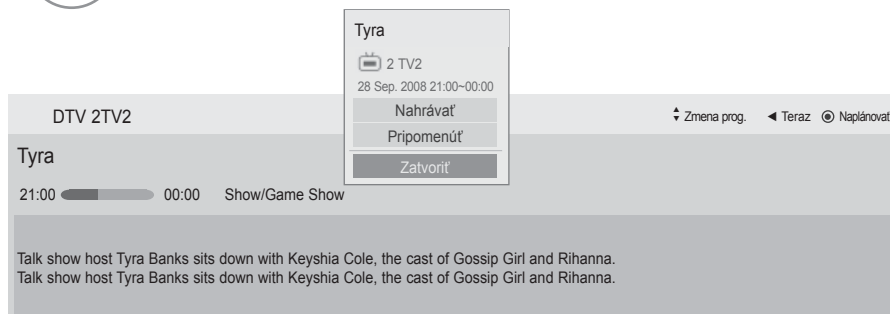 Tyra
2 TV2
28 Sep. 2008 21:00~00:00
Nahrávať
Pripomenúť
Zatvoriť
DTV 2TV2
Zmena prog. ◄ Teraz ◉ Naplánovať
Tyra
21:00 00:00 Show/Game Show
Talk show host Tyra Banks sits down with Keyshia Cole, the cast of Gossip Girl and Rihanna.
Talk show host Tyra Banks sits down with Keyshia Cole, the cast of Gossip Girl and Rihanna.